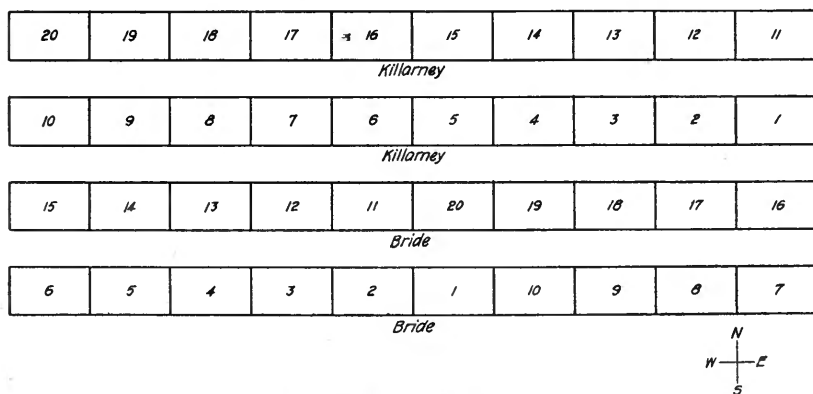 20 19 18 17 16 15 14 13 12 11
Killarney
10 9 8 7 6 5 4 3 2 1
Killarney
15 14 13 12 11 20 19 18 17 16
Bride
6 5 4 3 2 1 10 9 8 7
Bride
N
W E
S